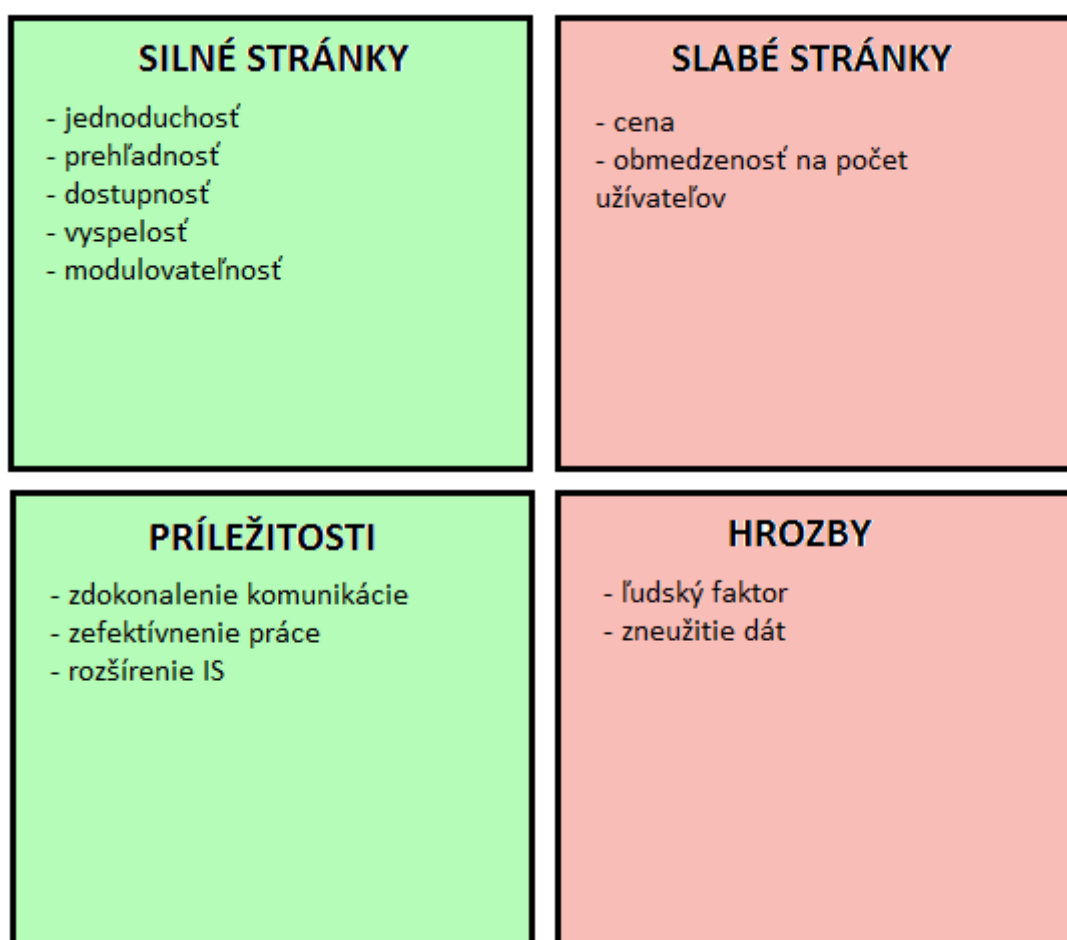 SILNÉ STRÁNKY
- jednoduchosť
- prehľadnosť
- dostupnosť
- vyspelosť
- modulovateľnosť
SLABÉ STRÁNKY
- cena
- obmedzenosť na počet
užívateľov
PRÍLEŽITOSTI
- zdokonalenie komunikácie
- zefektívnenie práce
- rozšírenie IS
HROZBY
- ľudský faktor
- zneužitie dát